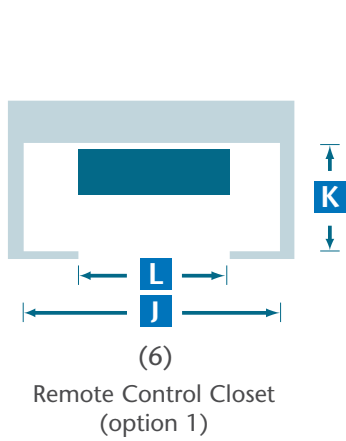 K
L
J
(6)
Remote Control Closet
(option 1)